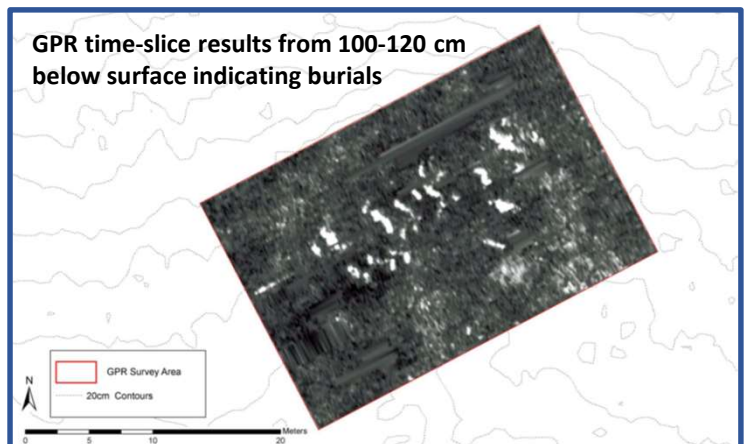 GPR time-slice results from 100-120 cm
below surface indicating burials
GPR Survey Area
20cm Contours
N
Meters
0 5 10 20